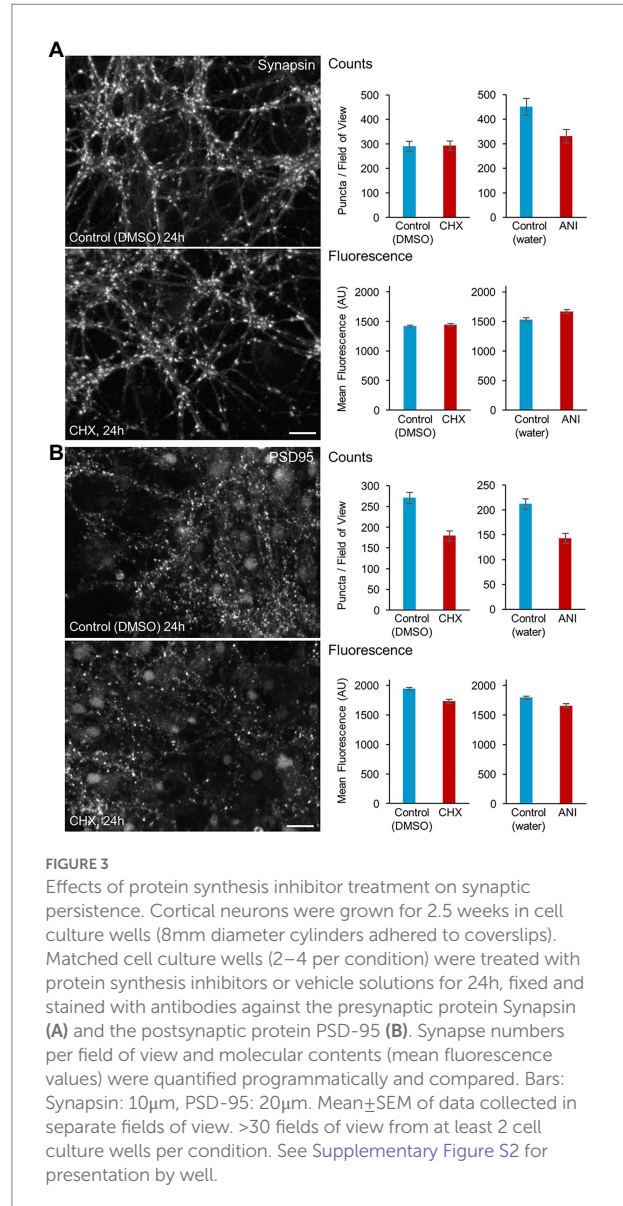 A
Synapsin
Control (DMSO) 24h
CHX, 24h
Counts
Puncta / Field of View
500
400
300
200
100
0
Control
(DMSO)
CHX
500
400
300
200
100
0
Control
(water)
ANI
Fluorescence
Mean Fluorescence (AU)
2000
1500
1000
500
0
Control
(DMSO)
CHX
2000
1500
1000
500
0
Control
(water)
ANI
B
PSD95
Control (DMSO) 24h
CHX, 24h
Counts
Puncta / Field of View
300
250
200
150
100
50
0
Control
(DMSO)
CHX
250
200
150
100
50
0
Control
(water)
ANI
Fluorescence
Mean Fluorescence (AU)
2000
1500
1000
500
0
Control
(DMSO)
CHX
2000
1500
1000
500
0
Control
(water)
ANI
FIGURE 3
Effects of protein synthesis inhibitor treatment on synaptic
persistence. Cortical neurons were grown for 2.5 weeks in cell
culture wells (8mm diameter cylinders adhered to coverslips).
Matched cell culture wells (2–4 per condition) were treated with
protein synthesis inhibitors or vehicle solutions for 24h, fixed and
stained with antibodies against the presynaptic protein Synapsin
(A) and the postsynaptic protein PSD-95 (B). Synapse numbers
per field of view and molecular contents (mean fluorescence
values) were quantified programmatically and compared. Bars:
Synapsin: 10μm, PSD-95: 20μm. Mean±SEM of data collected in
separate fields of view. >30 fields of view from at least 2 cell
culture wells per condition. See Supplementary Figure S2 for
presentation by well.